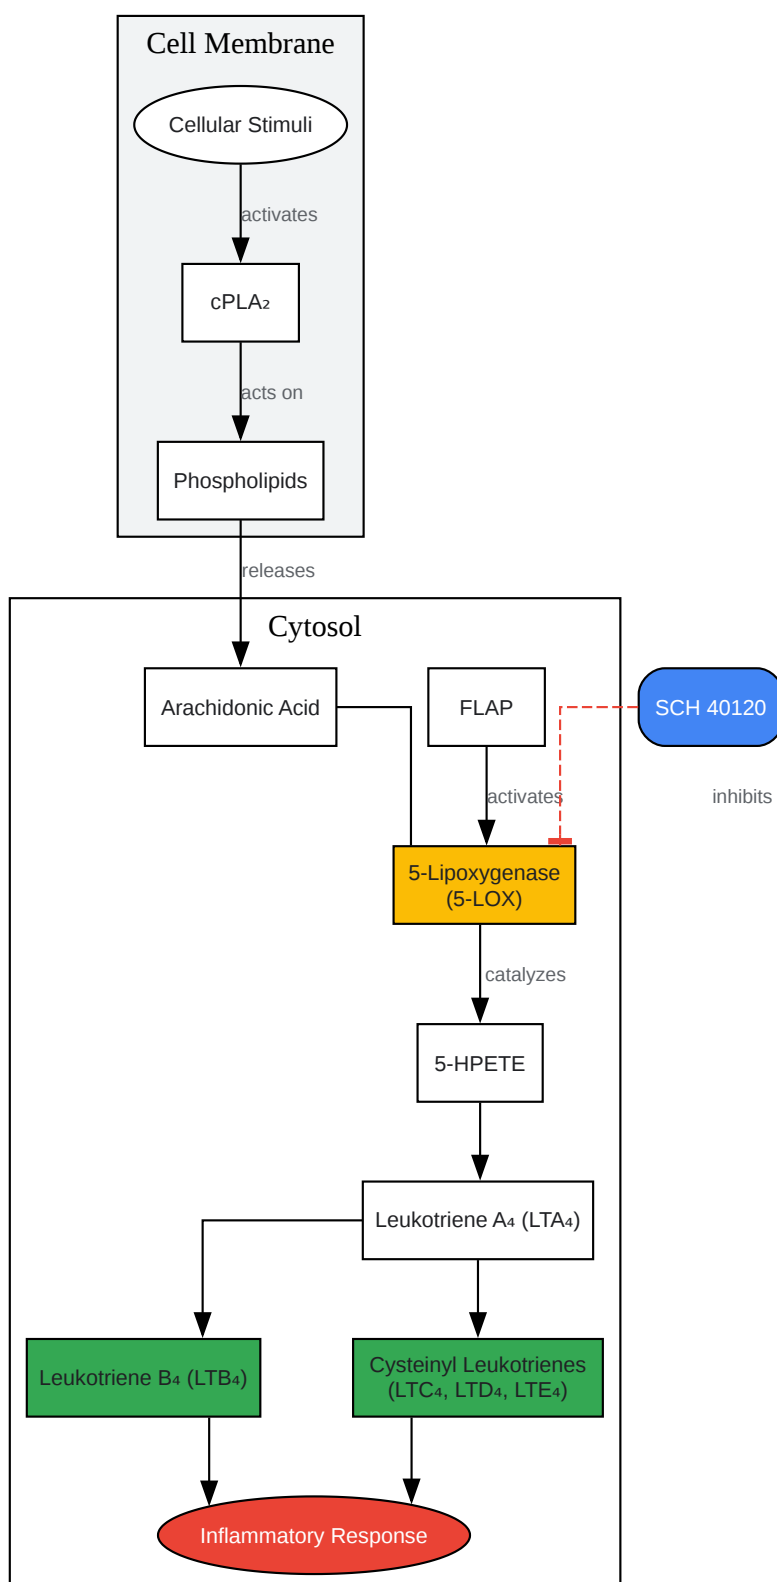 Cell Membrane
Cellular Stimuli
activates
cPLA₂
acts on
Phospholipids
releases
Cytosol
Arachidonic Acid
FLAP
SCH 40120
activates
inhibits
5-Lipoxygenase
(5-LOX)
catalyzes
5-HPETE
Leukotriene A₄ (LTA₄)
Leukotriene B₄ (LTB₄)
Cysteinyl Leukotrienes
(LTC₄, LTD₄, LTE₄)
Inflammatory Response